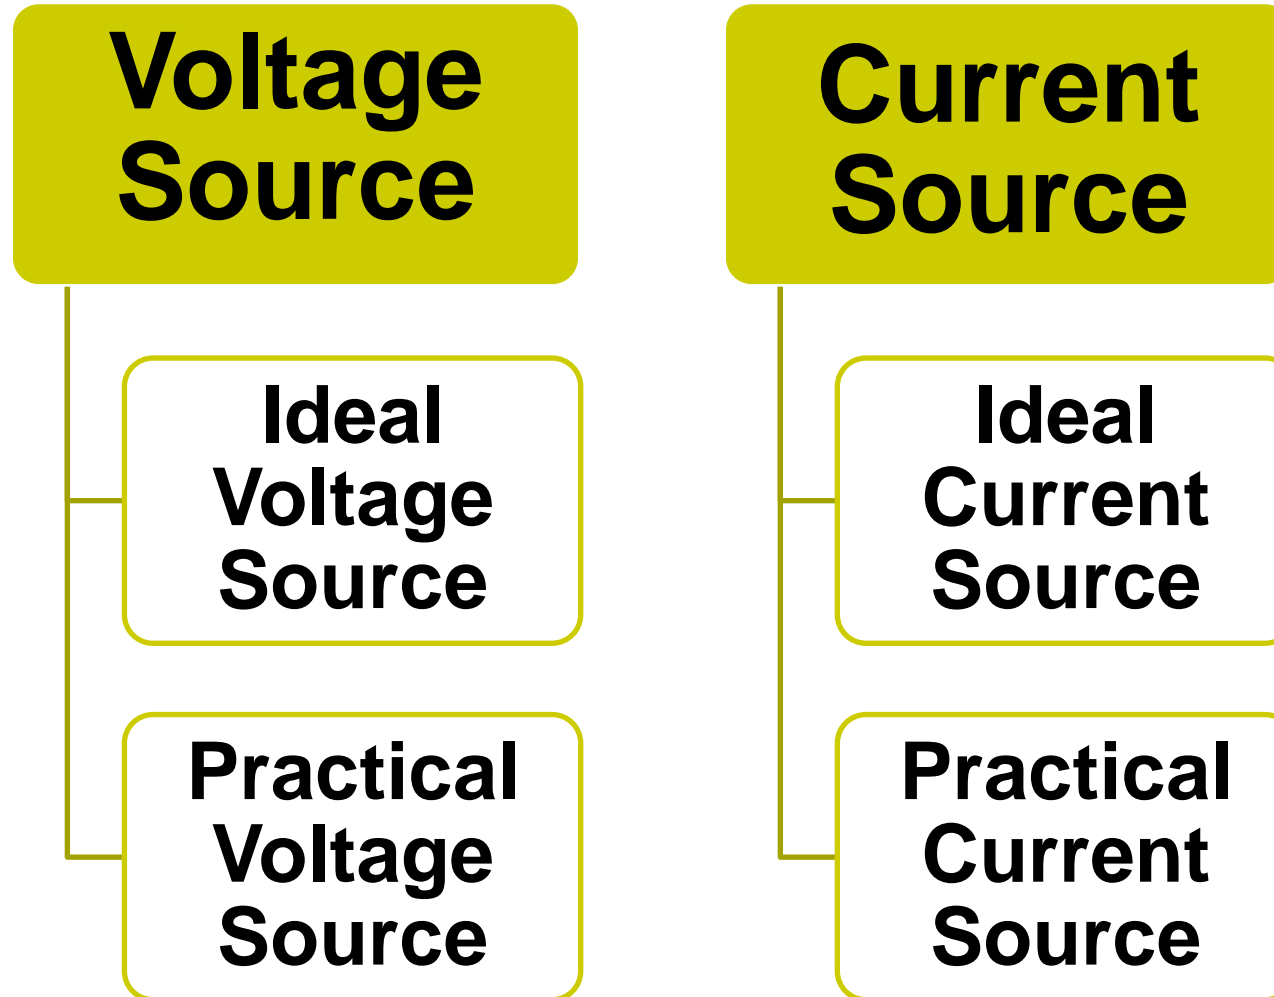 Voltage
Source
Ideal
Voltage
Source
Practical
Voltage
Source
Current
Source
Ideal
Current
Source
Practical
Current
Source